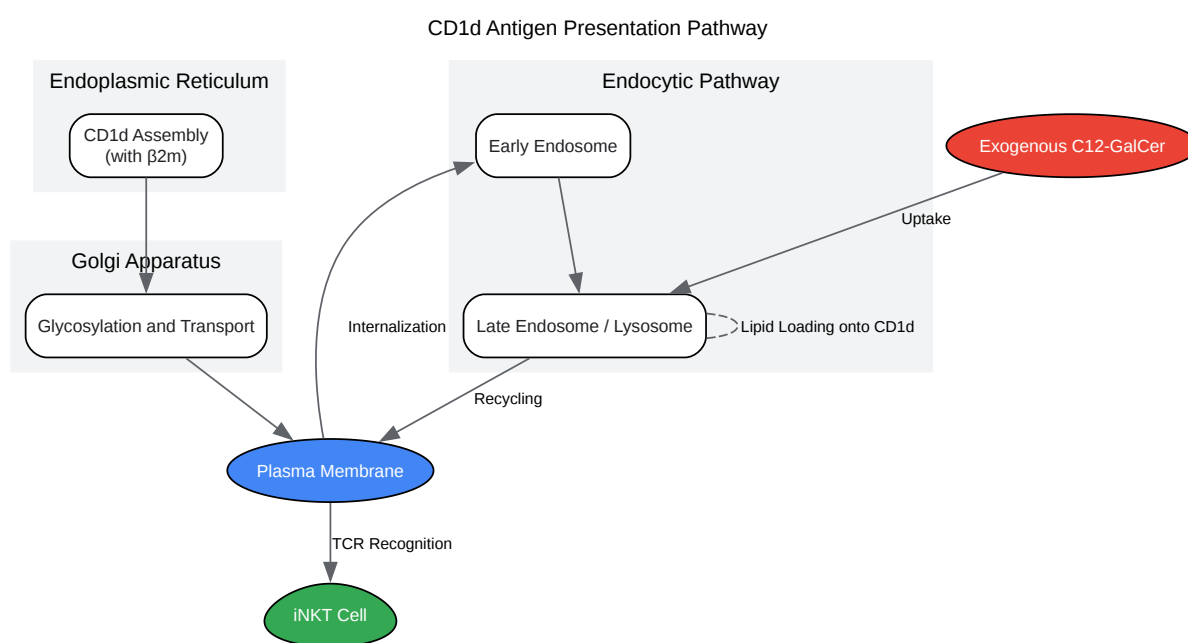 CD1d Antigen Presentation Pathway
Endoplasmic Reticulum
CD1d Assembly
(with β2m)
Golgi Apparatus
Glycosylation and Transport
Endocytic Pathway
Early Endosome
Exogenous C12-GalCer
Uptake
Internalization
Late Endosome / Lysosome
Lipid Loading onto CD1d
Recycling
Plasma Membrane
TCR Recognition
iNKT Cell